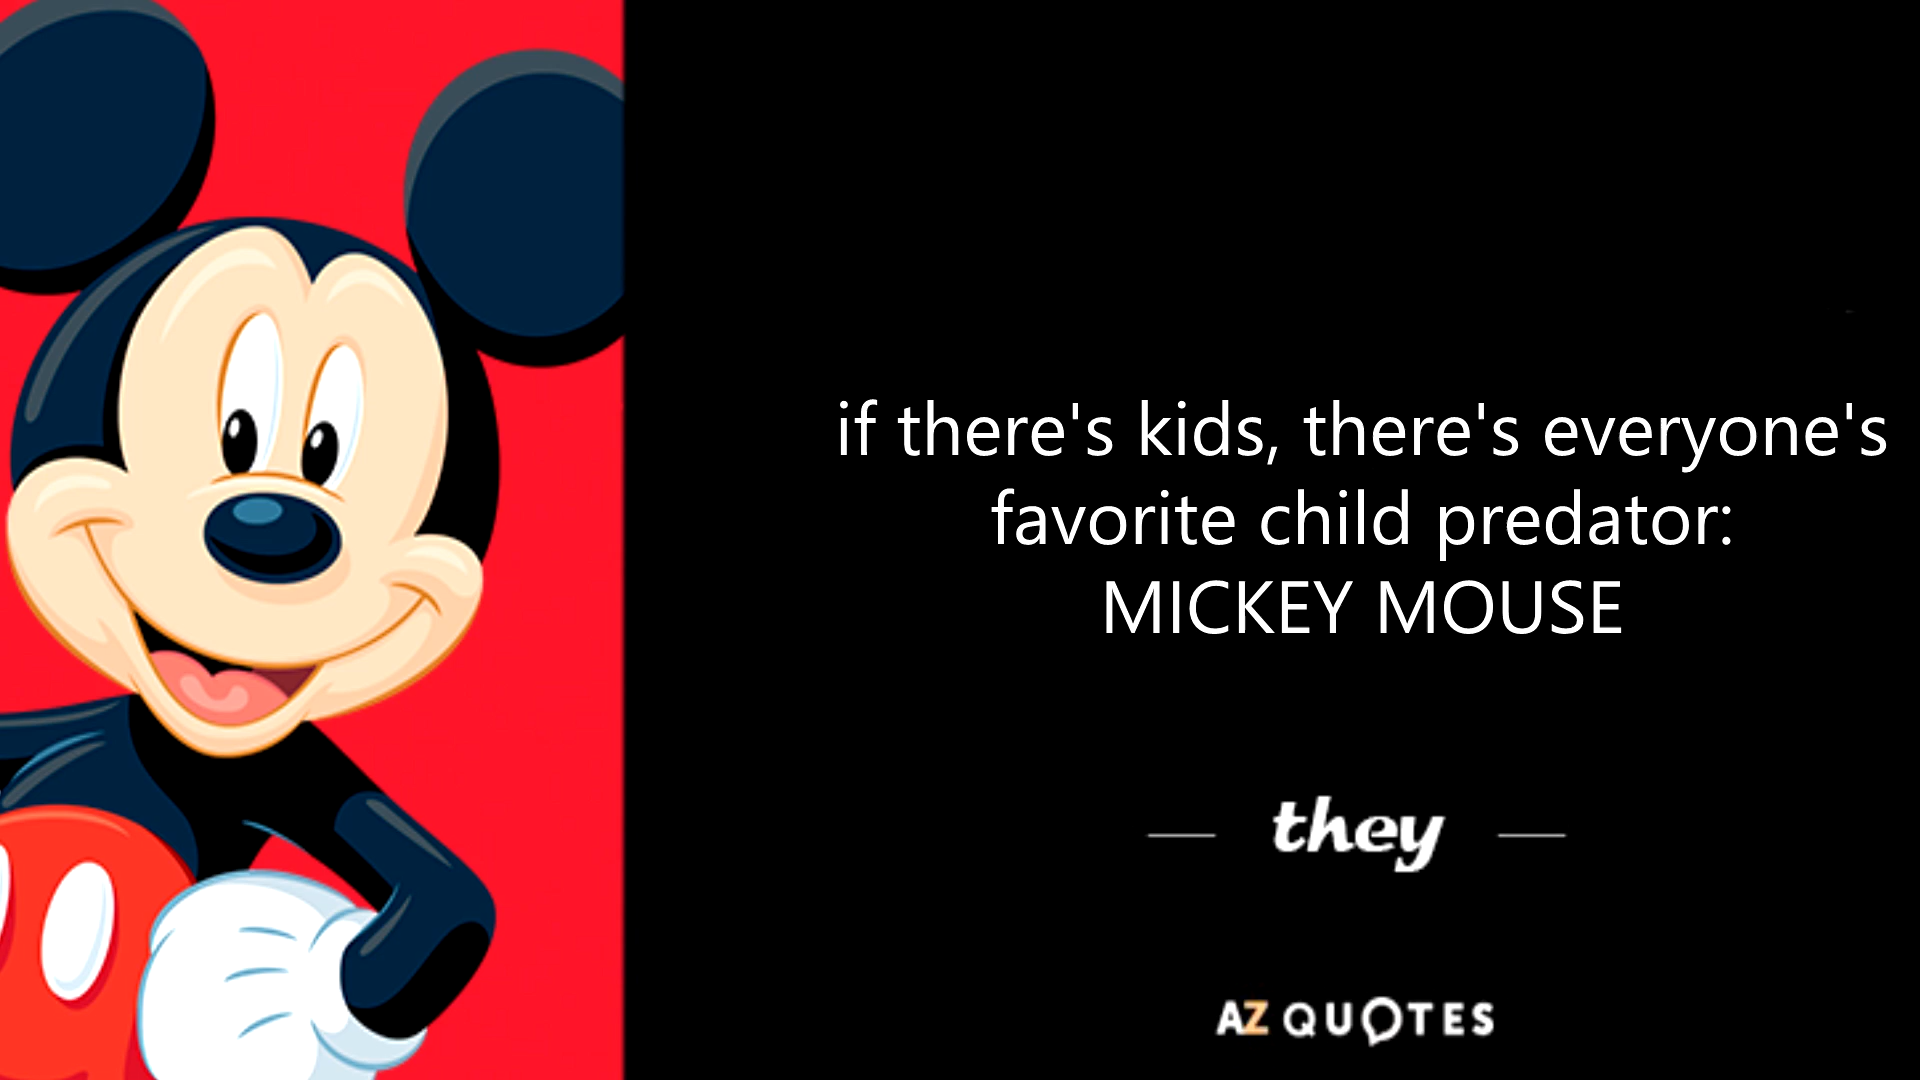 if there's kids, there's everyone's
favorite child predator:
MICKEY MOUSE
they
AZ QUOTES